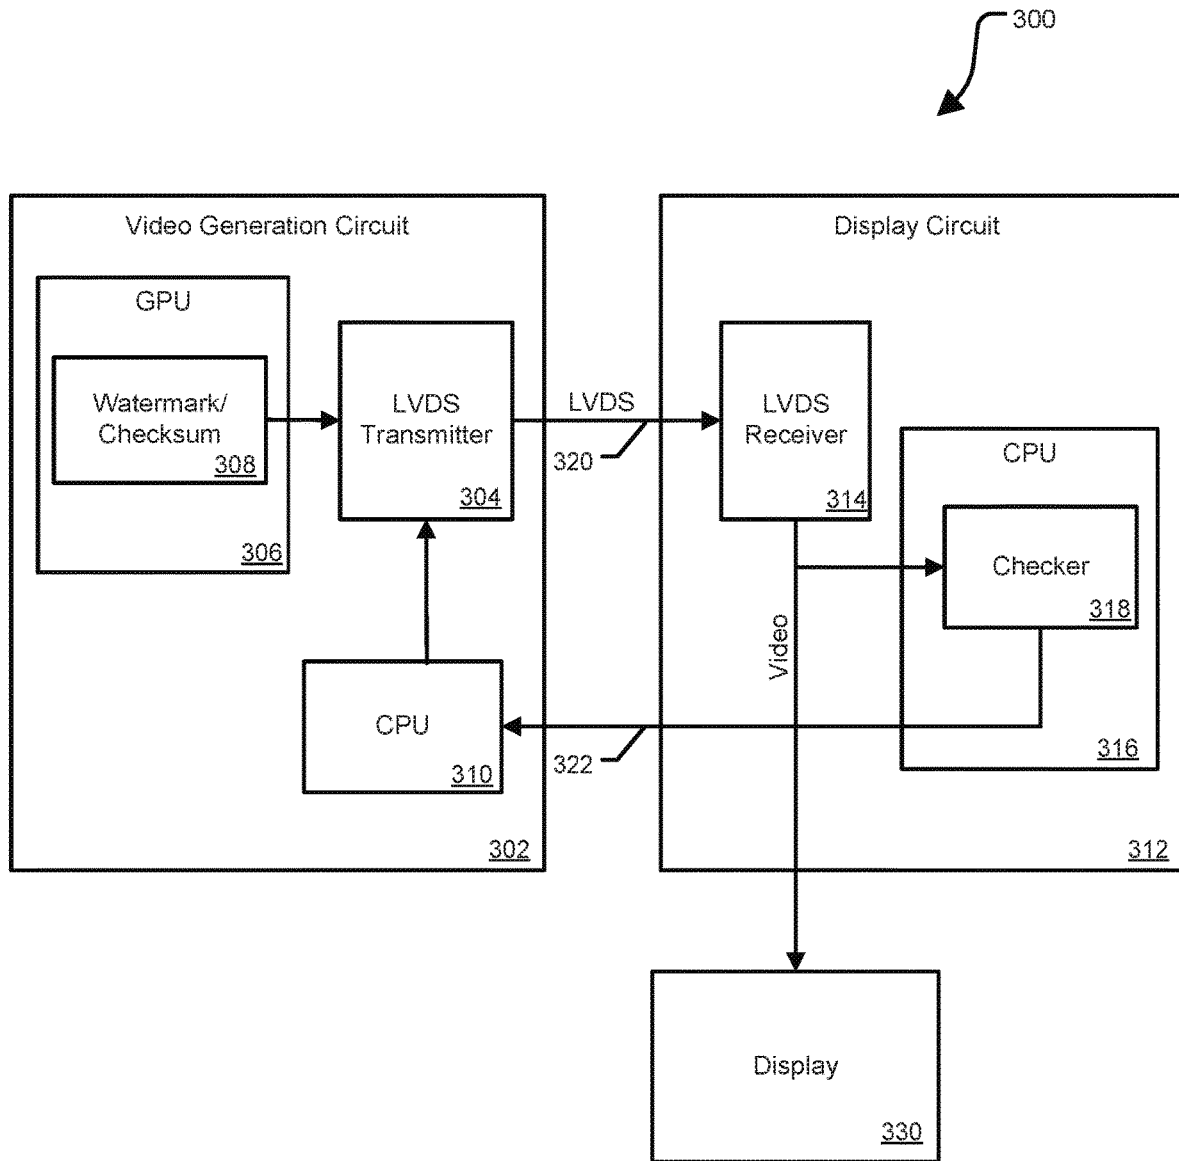 300
Video Generation Circuit
GPU
Watermark/
Checksum
308
306
LVDS
Transmitter
304
CPU
310
302
LVDS
320
322
Display Circuit
LVDS
Receiver
314
CPU
Checker
318
316
Video
312
Display
330